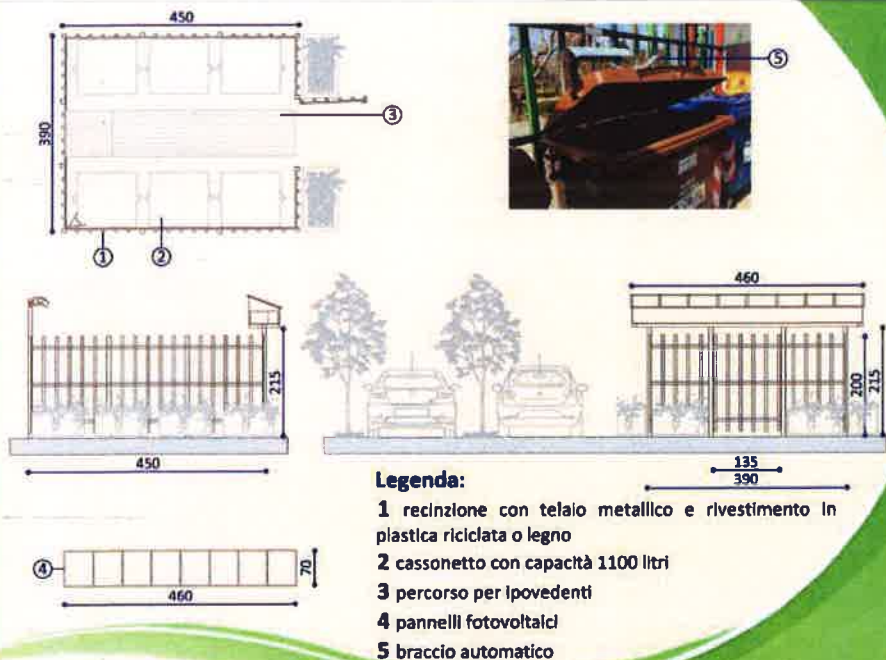 450
390
3
1
2
5
215
450
460
200
215
135
390
4
70
460
Legenda:
1 recinzione con telaio metallico e rivestimento in
plastica riciclata o legno
2 cassonetto con capacità 1100 litri
3 percorso per ipovedenti
4 pannelli fotovoltaici
5 braccio automatico